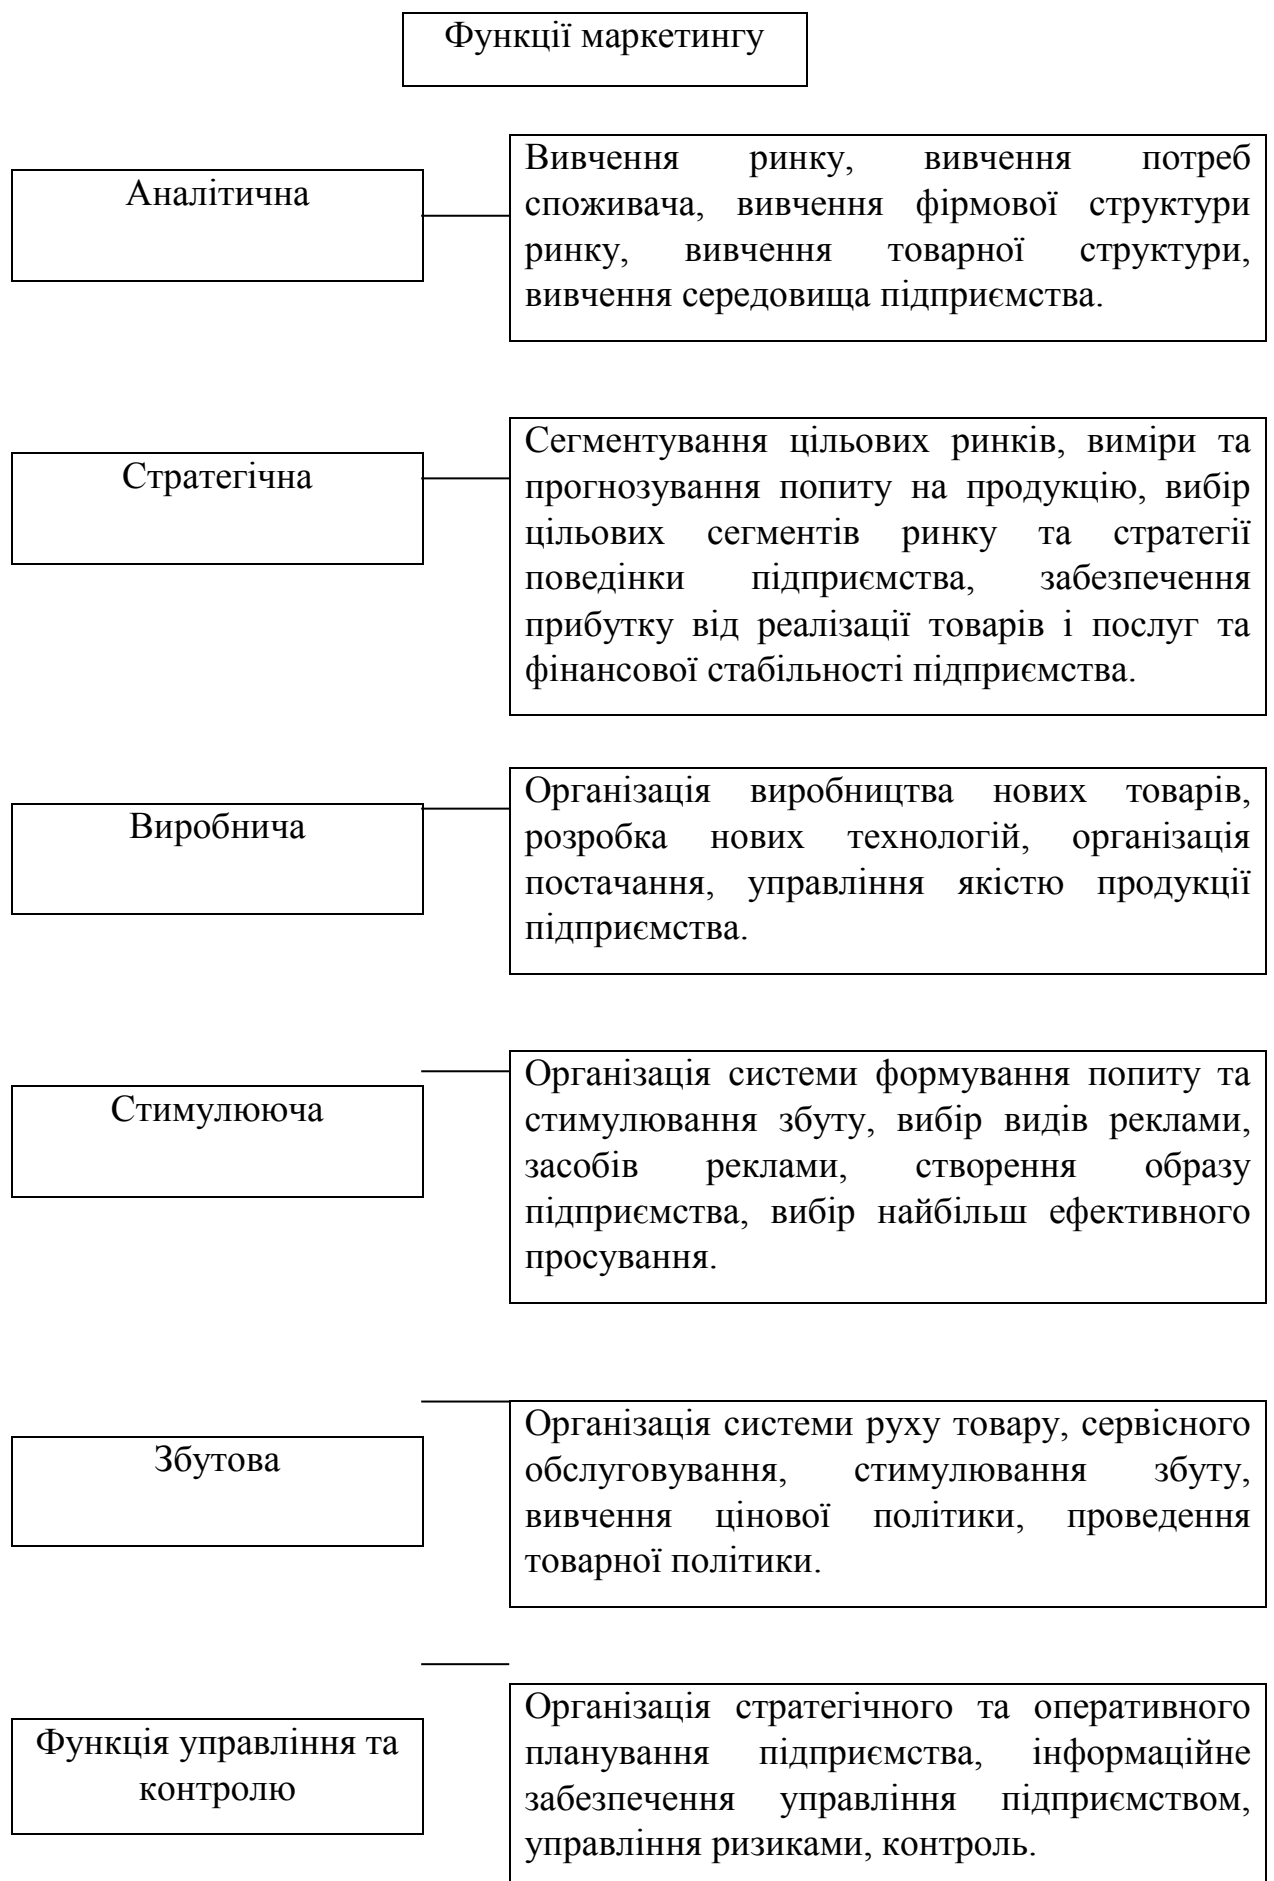 Функції маркетингу
Аналітична
Вивчення ринку, вивчення потреб
споживача, вивчення фірмової структури
ринку, вивчення товарної структури,
вивчення середовища підприємства.
Стратегічна
Сегментування цільових ринків, виміри та
прогнозування попиту на продукцію, вибір
цільових сегментів ринку та стратегії
поведінки підприємства, забезпечення
прибутку від реалізації товарів і послуг та
фінансової стабільності підприємства.
Виробнича
Організація виробництва нових товарів,
розробка нових технологій, організація
постачання, управління якістю продукції
підприємства.
Стимулююча
Організація системи формування попиту та
стимулювання збуту, вибір видів реклами,
засобів реклами, створення образу
підприємства, вибір найбільш ефективного
просування.
Збутова
Організація системи руху товару, сервісного
обслуговування, стимулювання збуту,
вивчення цінової політики, проведення
товарної політики.
Функція управління та
контролю
Організація стратегічного та оперативного
планування підприємства, інформаційне
забезпечення управління підприємством,
управління ризиками, контроль.